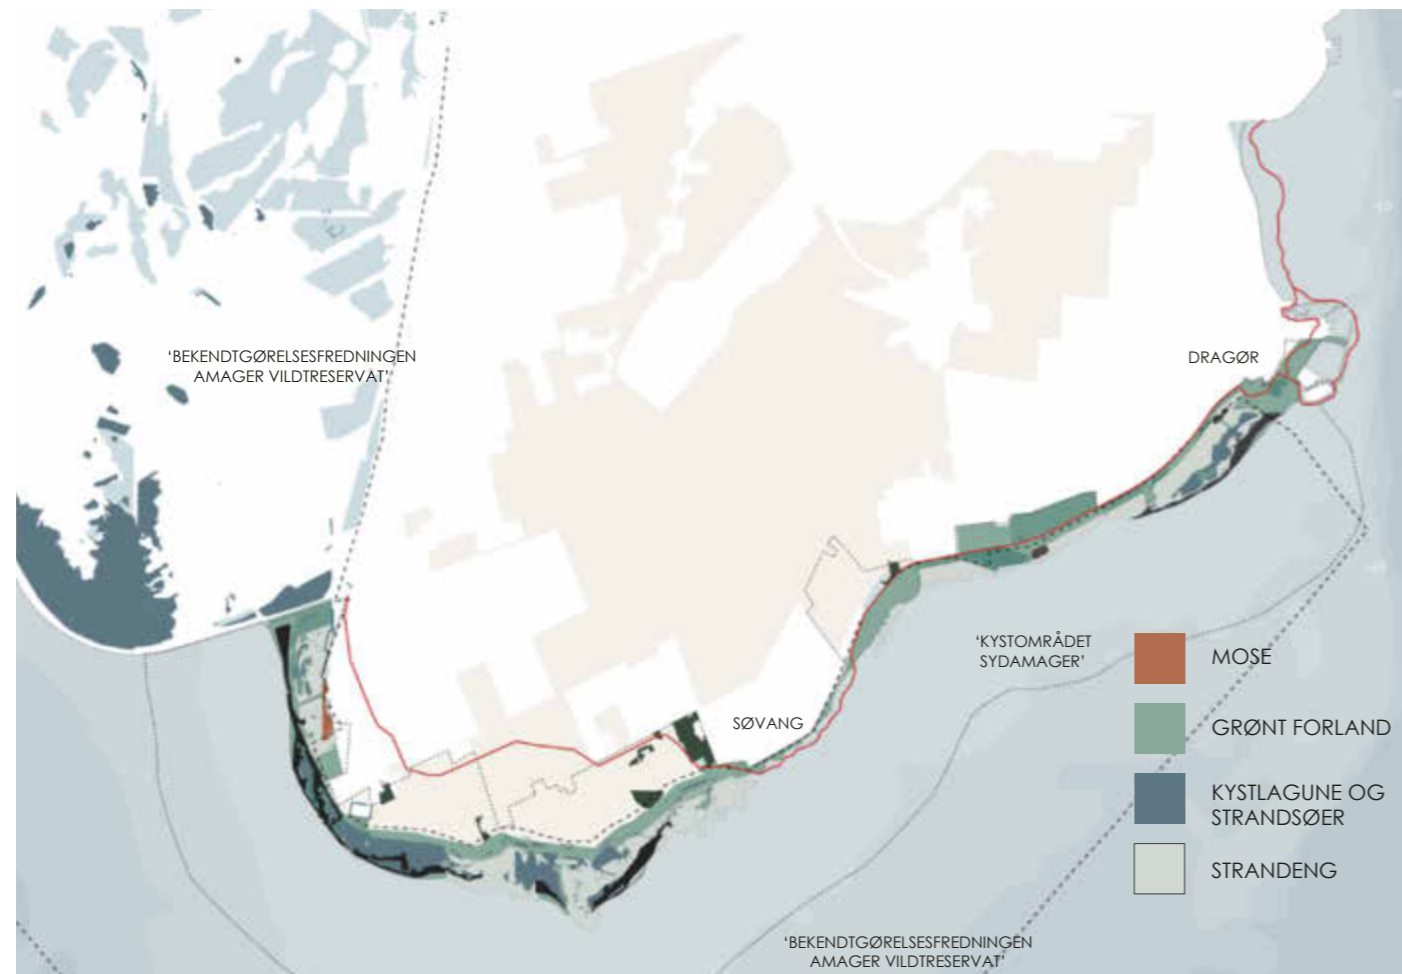 'BEKENDTGØRELSESFREDNINGEN
AMAGER VILDTRESERVAT'
DRAGØR
'KYSTOMRÅDET
SYDAMAGER'
SØVANG
MOSE
GRØNT FORLAND
KYSTLAGUNE OG
STRANDSØER
STRANDENG
'BEKENDTGØRELSESFREDNINGEN
AMAGER VILDTRESERVAT'